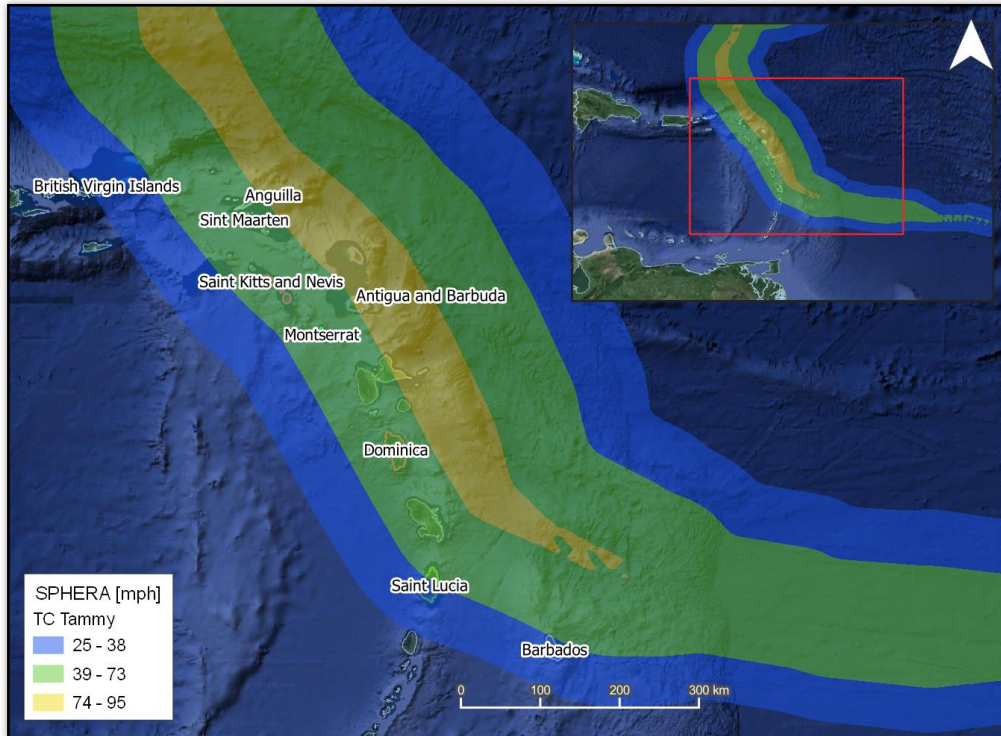 British Virgin Islands
Anguilla
Sint Maarten
Saint Kitts and Nevis
Antigua and Barbuda
Montserrat
Dominica
Saint Lucia
Barbados
SPHERA [mph]
TC Tammy
25 - 38
39 - 73
74 - 95
0 100 200 300 km